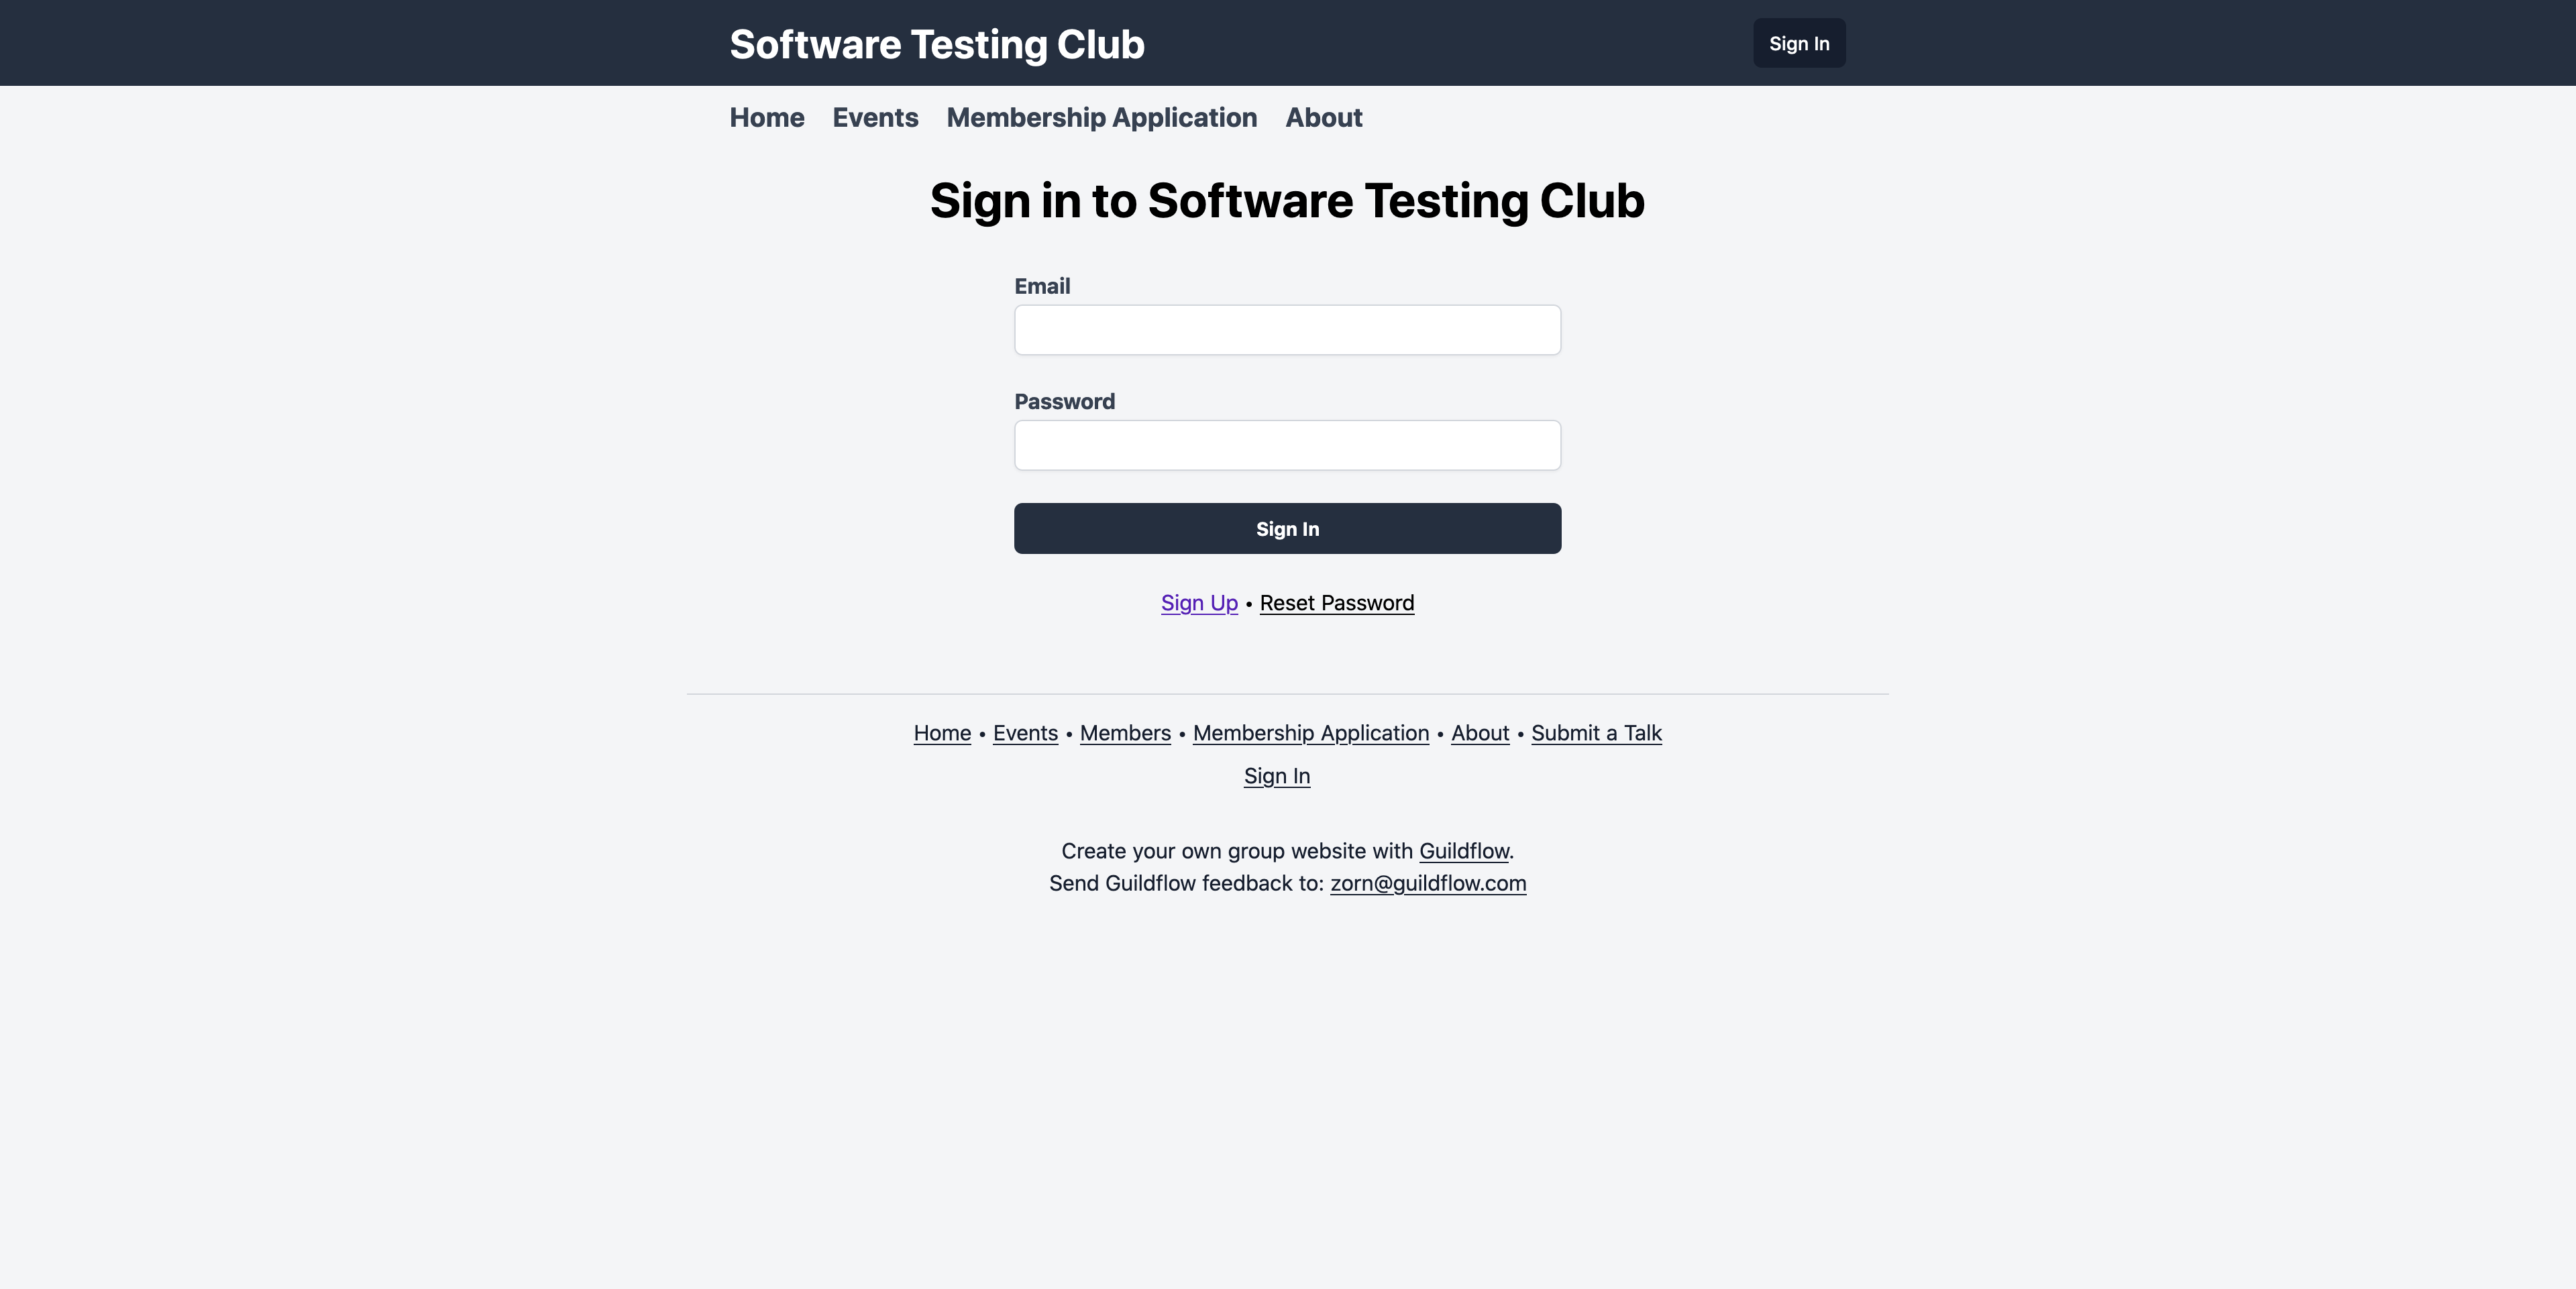 Software Testing Club Sign In
Home Events Membership Application About
Sign in to Software Testing Club
Email
Password
Sign In
Sign Up • Reset Password
Home • Events • Members • Membership Application • About • Submit a Talk
Sign In
Create your own group website with Guildflow.
Send Guildflow feedback to: zorn@guildflow.com